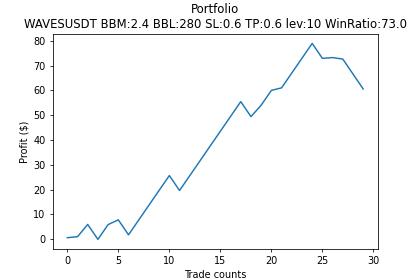 Portfolio
WAVESUSDT BBM:2.4 BBL:280 SL:0.6 TP:0.6 lev:10 WinRatio:73.0
80
70
60
50
40
30
20
10
0
Profit ($)
0 5 10 15 20 25 30
Trade counts